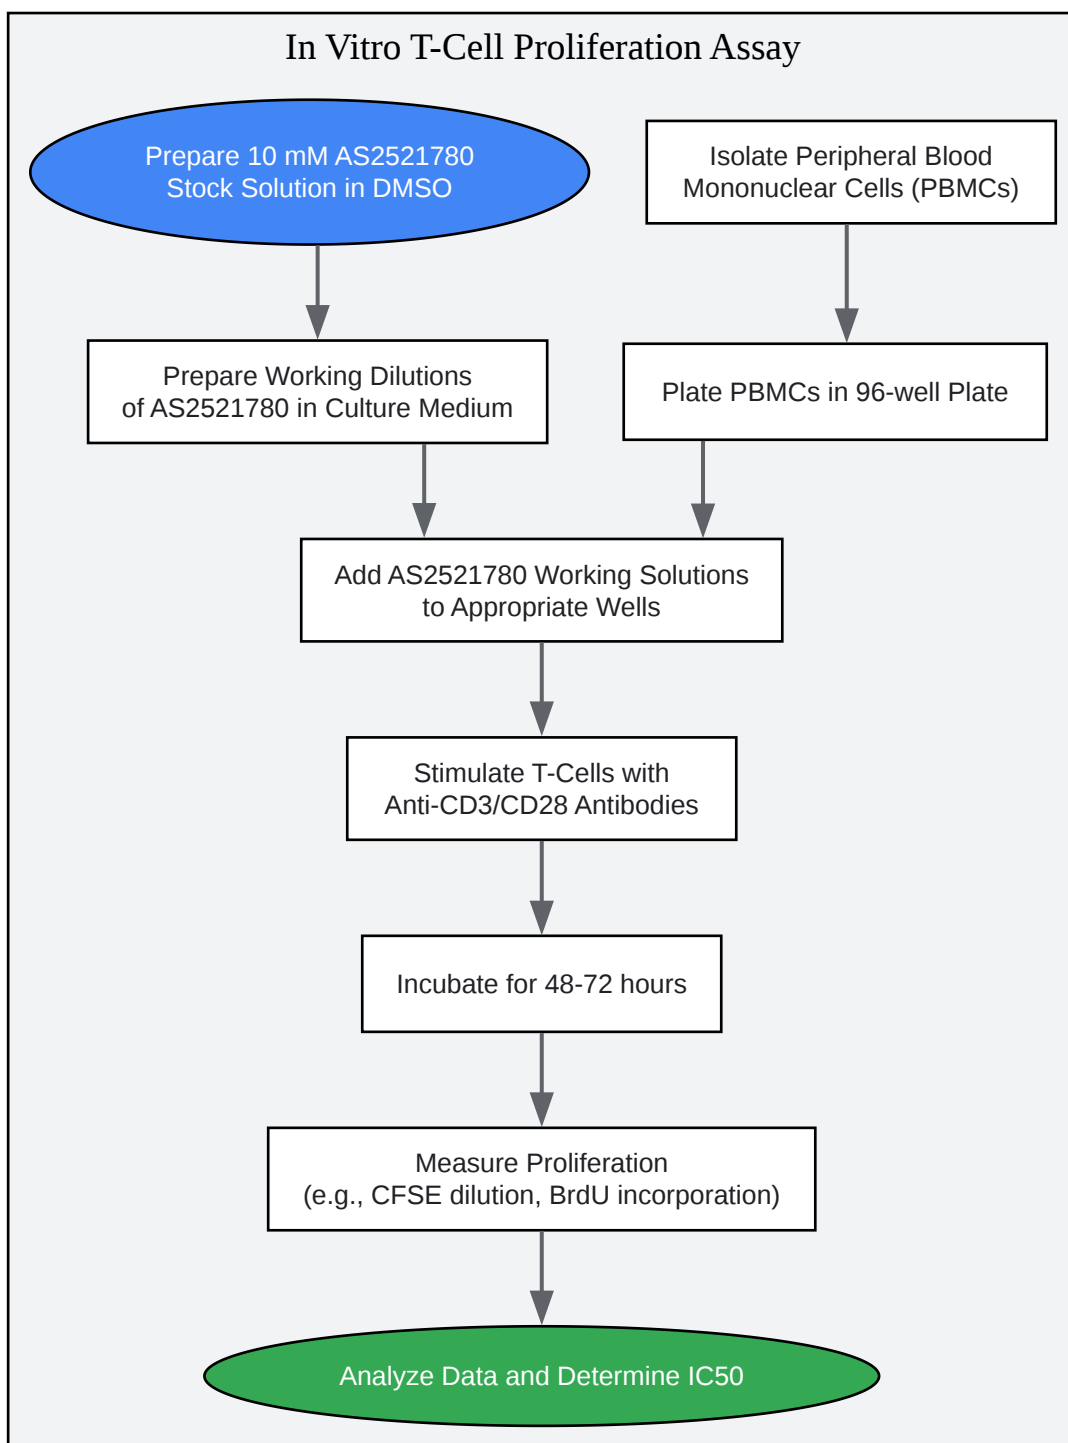 In Vitro T-Cell Proliferation Assay
Prepare 10 mM AS2521780
Stock Solution in DMSO
Isolate Peripheral Blood
Mononuclear Cells (PBMCs)
Prepare Working Dilutions
of AS2521780 in Culture Medium
Plate PBMCs in 96-well Plate
Add AS2521780 Working Solutions
to Appropriate Wells
Stimulate T-Cells with
Anti-CD3/CD28 Antibodies
Incubate for 48-72 hours
Measure Proliferation
(e.g., CFSE dilution, BrdU incorporation)
Analyze Data and Determine IC50